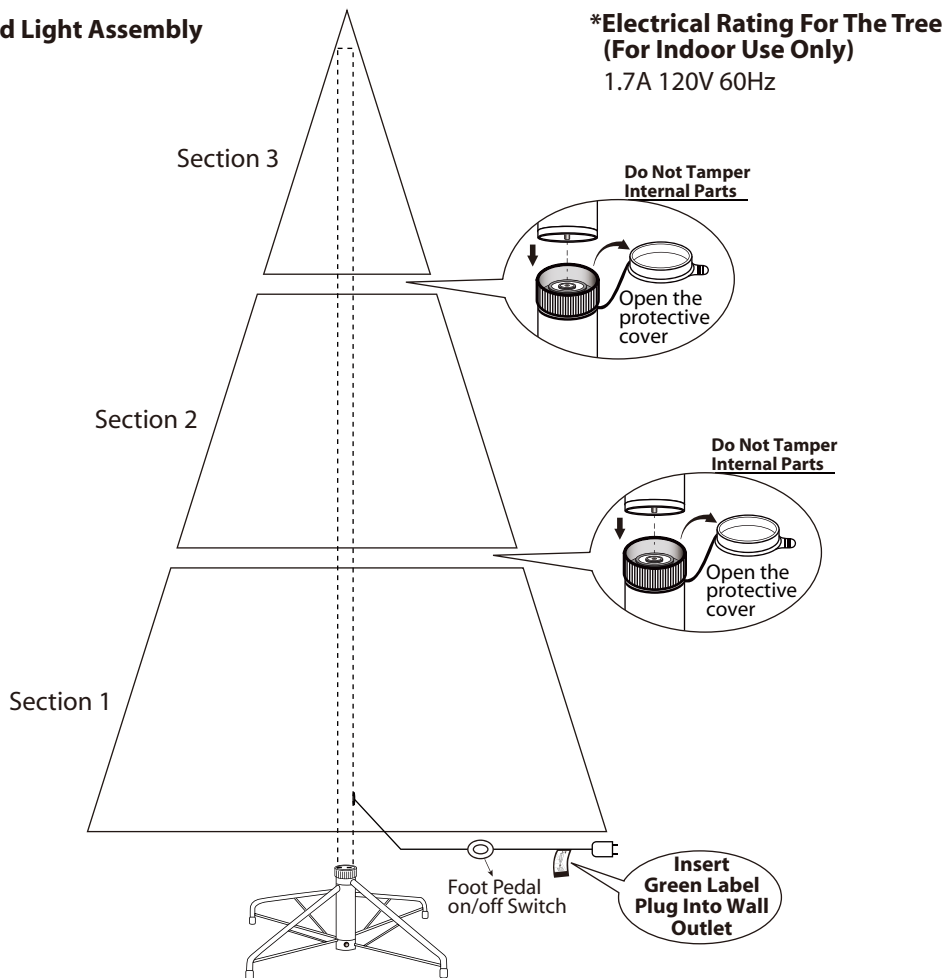 d Light Assembly
*Electrical Rating For The Tree
(For Indoor Use Only)
1.7A 120V 60Hz
Section 3
Do Not Tamper
Internal Parts
Open the
protective
cover
Section 2
Do Not Tamper
Internal Parts
Open the
protective
cover
Section 1
Foot Pedal
on/off Switch
Insert
Green Label
Plug Into Wall
Outlet